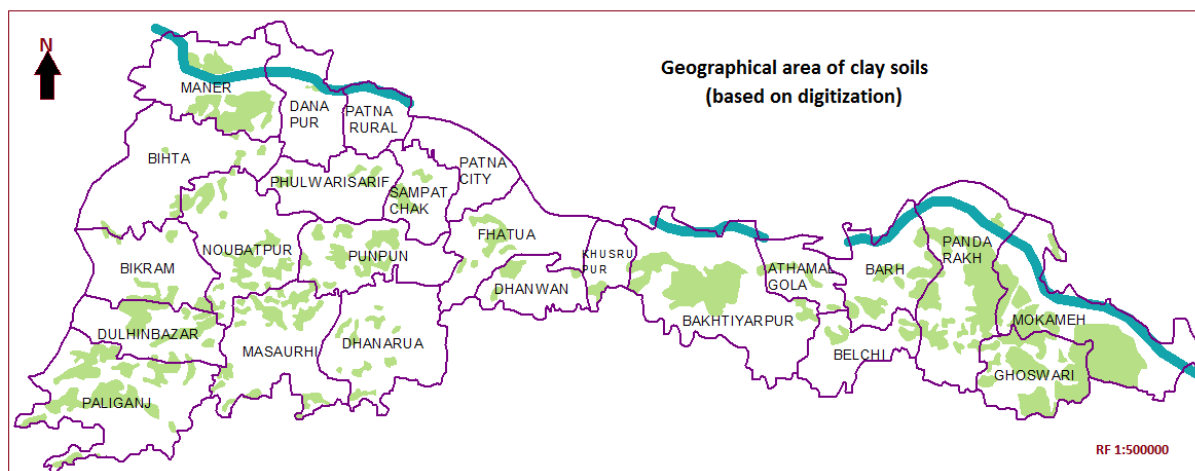 N
Geographical area of clay soils
(based on digitization)
MANER
DANA
PUR
PATNA
RURAL
BIHTA
PHULWARISARIF
SAMPAT
CHAK
PATNA
CITY
NOUBATPUR
PUNPUN
FHATUA
KHUSRU
PUR
DHANWAN
BIKRAM
DULHINBAZAR
MASAURHI
DHANARUA
PALIGANJ
BAKHTIYARPUR
ATHAMAL
GOLA
BARH
PANDA
RAKH
BELCHI
MOKAMEH
GHOSWARI
RF 1:500000